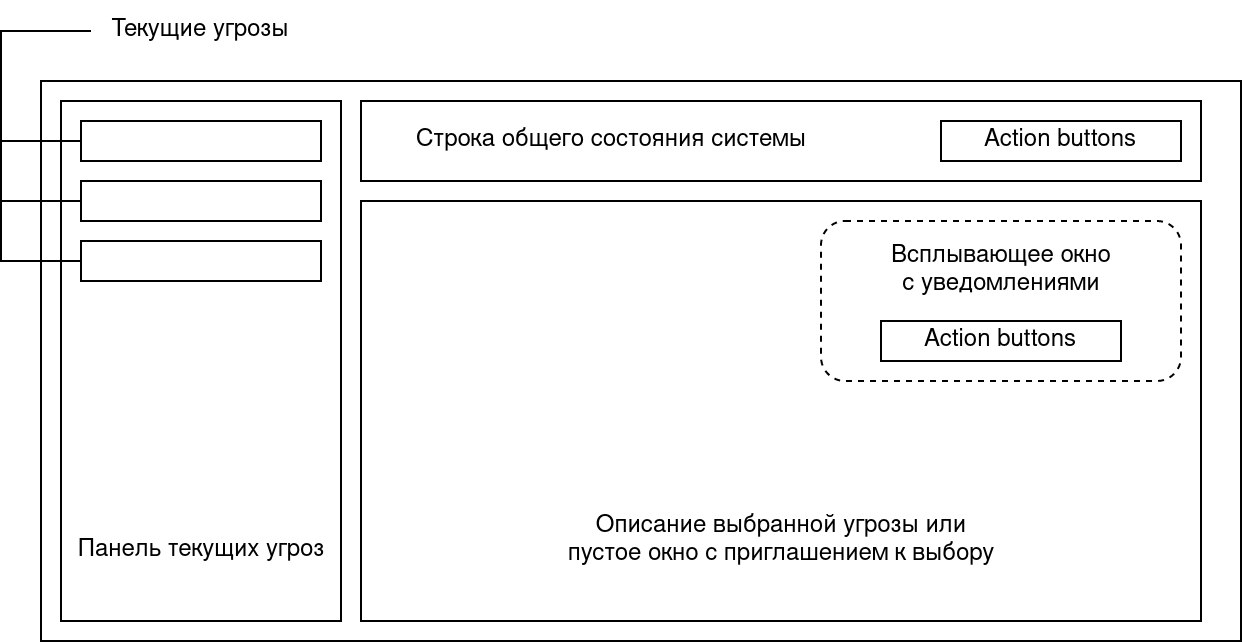 Текущие угрозы
Строка общего состояния системы
Action buttons
Всплывающее окно
с уведомлениями
Action buttons
Описание выбранной угрозы или
пустое окно с приглашением к выбору
Панель текущих угроз